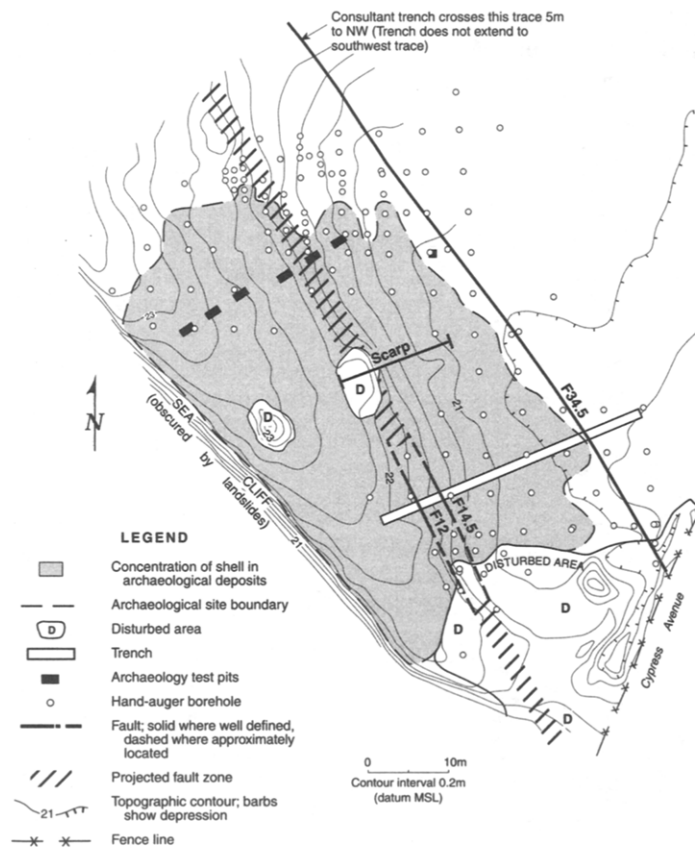 Consultant trench crosses this trace 5m
to NW (Trench does not extend to
southwest trace)
Scarp
D
21
F34.5
23
D
23
N
SEA
CLIFF
(obscured by
landslides)
22
F12
F14.5
21
DISTURBED AREA
D
D
D
Cypress Avenue
LEGEND
Concentration of shell in
archaeological deposits
Archaeological site boundary
D
Disturbed area
Trench
Archaeology test pits
Hand-auger borehole
Fault; solid where well defined,
dashed where approximately
located
Projected fault zone
21
Topographic contour; barbs
show depression
Fence line
0 10m
Contour interval 0.2m
(datum MSL)